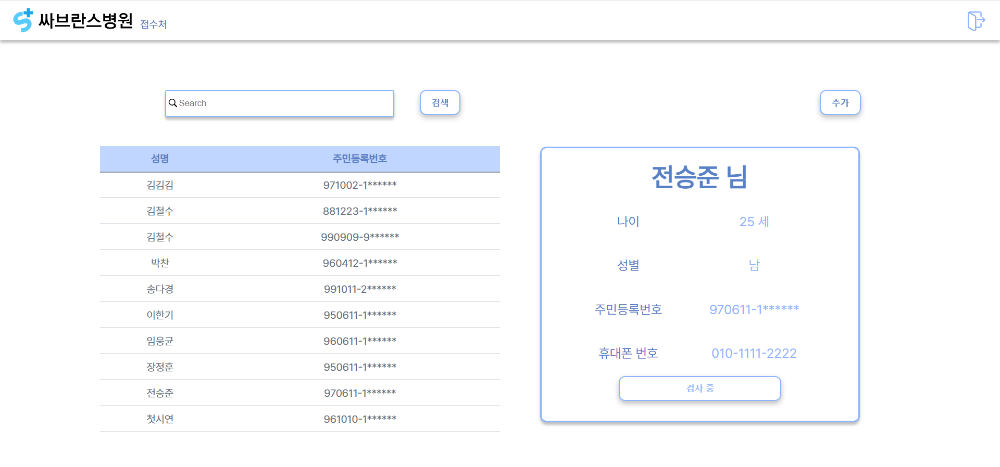 싸브란스병원 접수처
Search 검색 추가
성명 주민등록번호
김김김 971002-1******
김철수 881223-1******
김철수 990909-9******
박찬 960412-1******
송다경 991011-2******
이한기 950611-1******
임웅균 960611-1******
장정훈 950611-1******
전승준 970611-1******
첫시연 961010-1******
전승준 님
나이 25 세
성별 남
주민등록번호 970611-1******
휴대폰 번호 010-1111-2222
검사 중